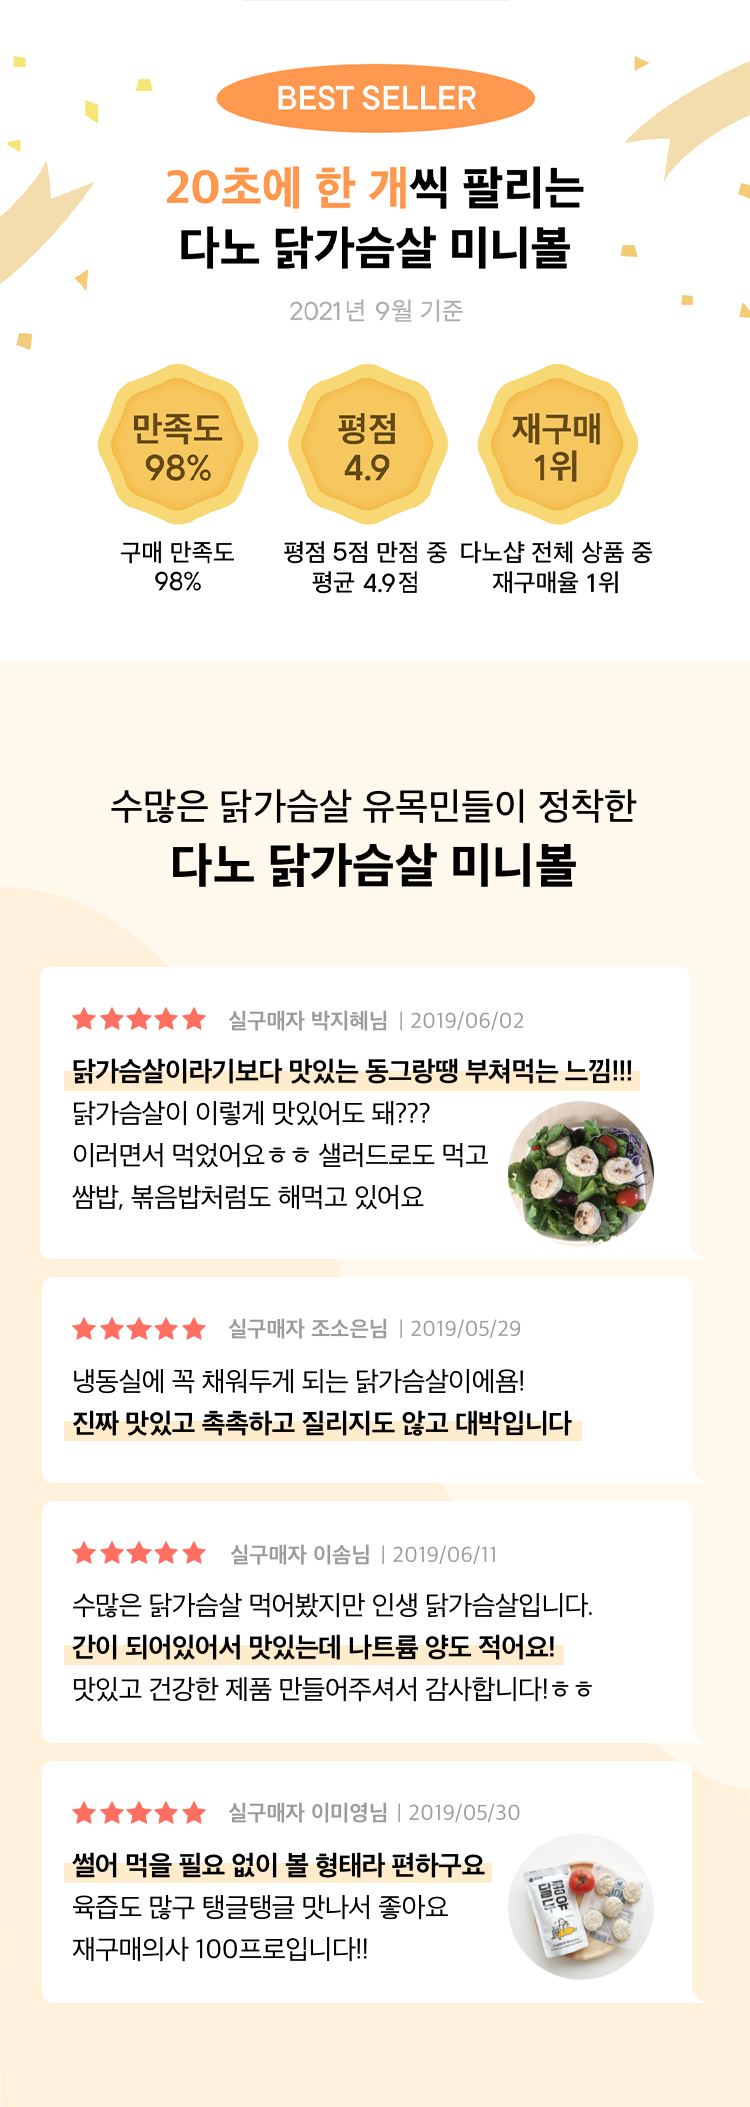 BEST SELLER
20초에 한 개씩 팔리는
다노 닭가슴살 미니볼
2021년 9월 기준
만족도
98%
평점
4.9
재구매
1위
구매 만족도
98%
평점 5점 만점 중
평균 4.9점
다노샵 전체 상품 중
재구매율 1위
수많은 닭가슴살 유목민들이 정착한
다노 닭가슴살 미니볼
실구매자 박지혜님 | 2019/06/02
닭가슴살이라기보다 맛있는 동그랑땡 부쳐먹는 느낌!!!
닭가슴살이 이렇게 맛있어도 돼???
이러면서 먹었어요ㅎㅎ 샐러드로도 먹고
쌈밥, 볶음밥처럼도 해먹고 있어요
실구매자 조소은님 | 2019/05/29
냉동실에 꼭 채워두게 되는 닭가슴살이에욤!
진짜 맛있고 촉촉하고 질리지도 않고 대박입니다
실구매자 이솜님 | 2019/06/11
수많은 닭가슴살 먹어봤지만 인생 닭가슴살입니다.
간이 되어있어서 맛있는데 나트륨 양도 적어요!
맛있고 건강한 제품 만들어주셔서 감사합니다!ㅎㅎ
실구매자 이미영님 | 2019/05/30
썰어 먹을 필요 없이 볼 형태라 편하구요
육즙도 많구 탱글탱글 맛나서 좋아요
재구매의사 100프로입니다!!